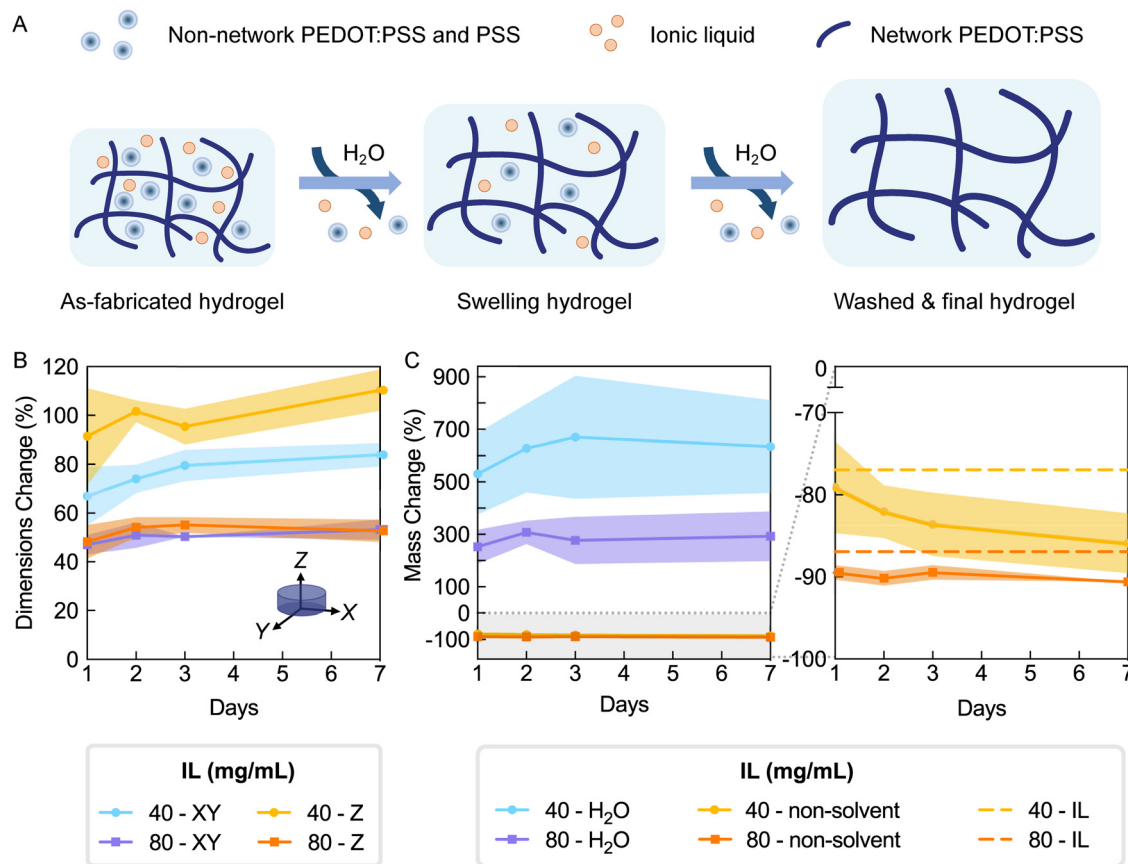 A
Non-network PEDOT:PSS and PSS
Ionic liquid
Network PEDOT:PSS
H₂O
H₂O
As-fabricated hydrogel
Swelling hydrogel
Washed & final hydrogel
B
Dimensions Change (%)
120
100
80
60
40
20
0
Z
Y
X
1 2 3 4 5 6 7
Days
C
Mass Change (%)
900
700
500
300
100
0
-100
1 2 3 4 5 6 7
Days
0
-70
-80
-90
-100
1 2 3 4 5 6 7
Days
IL (mg/mL)
40 - XY 40 - Z
80 - XY 80 - Z
IL (mg/mL)
40 - H₂O 40 - non-solvent 40 - IL
80 - H₂O 80 - non-solvent 80 - IL